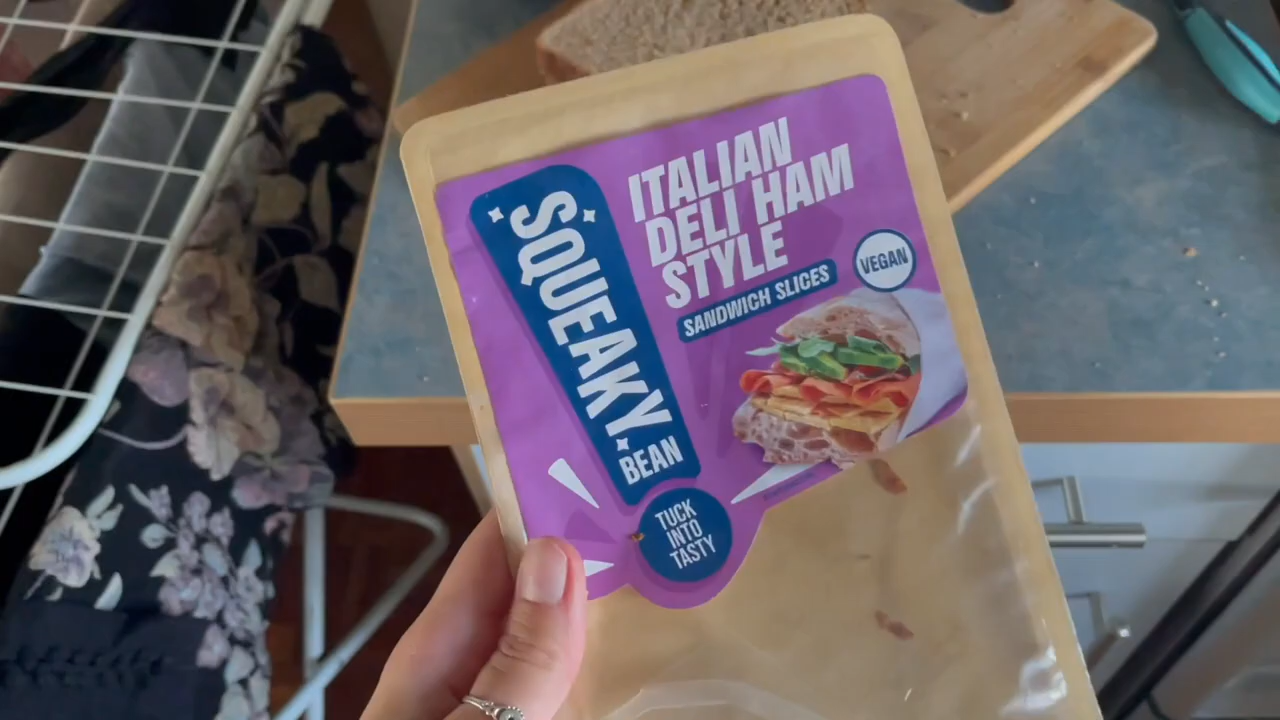 SQUEAKY
BEAN
ITALIAN
DELI HAM
STYLE
SANDWICH SLICES
VEGAN
TUCK
INTO
TASTY